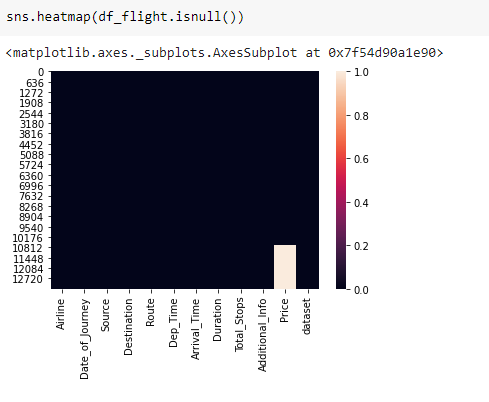 sns.heatmap(df_flight.isnull())
<matplotlib.axes._subplots.AxesSubplot at 0x7f54d90a1e90>
0
636
1272
1908
2544
3180
3816
4452
5088
5724
6360
6996
7632
8268
8904
9540
10176
10812
11448
12084
12720
1.0
0.8
0.6
0.4
0.2
0.0
Airline
Date_of_Journey
Source
Destination
Route
Dep_Time
Arrival_Time
Duration
Total_Stops
Additional_Info
Price
dataset